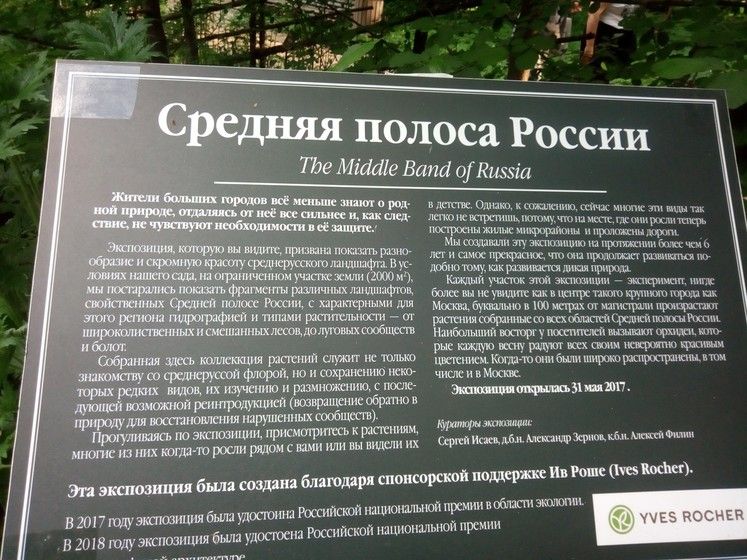 Средняя полоса России
The Middle Band of Russia
Жители больших городов всё меньше знают о род-
ной природе, отдаляясь от неё все сильнее и, как след-
ствие, не чувствуют необходимости в её защите.
Экспозиция, которую вы видите, призвана показать разно-
образие и скромную красоту среднерусского ландшафта. В ус-
ловиях нашего сада, на ограниченном участке земли (2000 м²),
мы постарались показать фрагменты различных ландшафтов,
свойственных Средней полосе России, с характерными для
этого региона гидрографией и типами растительности — от
широколиственных и смешанных лесов, до луговых сообществ
и болот.
Собранная здесь коллекция растений служит не только
знакомству со среднеруссой флорой, но и сохранению неко-
торых редких видов, их изучению и размножению, с после-
дующей возможной реинтродукцией (возвращение обратно в
природу для восстановления нарушенных сообществ).
Прогуливаясь по экспозиции, присмотритесь к растениям,
многие из них когда-то росли рядом с вами или вы видели их
в детстве. Однако, к сожалению, сейчас многие эти виды так
легко не встретишь, потому, что на месте, где они росли теперь
построены жилые микрорайоны и проложены дороги.
Мы создавали эту экспозицию на протяжении более чем 6
лет и самое прекрасное, что она продолжает развиваться по-
добно тому, как развивается дикая природа.
Каждый участок этой экспозиции — эксперимент, нигде
более вы не увидите как в центре такого крупного города как
Москва, буквально в 100 метрах от магистрали произрастают
растения собранные со всех областей Средней полосы России.
Наибольший восторг у посетителей вызывают орхидеи, кото-
рые каждую весну радуют всех своим невероятно красивым
цветением. Когда-то они были широко распространены, в том
числе и в Москве.
Экспозиция открылась 31 мая 2017 .
Кураторы экспозиции:
Сергей Исаев, д.б.н. Александр Зернов, к.б.н. Алексей Филин
Эта экспозиция была создана благодаря спонсорской поддержке Ив Роше (Ives Rocher).
В 2017 году экспозиция была удостоина Российской национальной премии в области экологии.
В 2018 году экспозиция была удостоена Российской национальной премии
архитектуре
YVES ROCHER